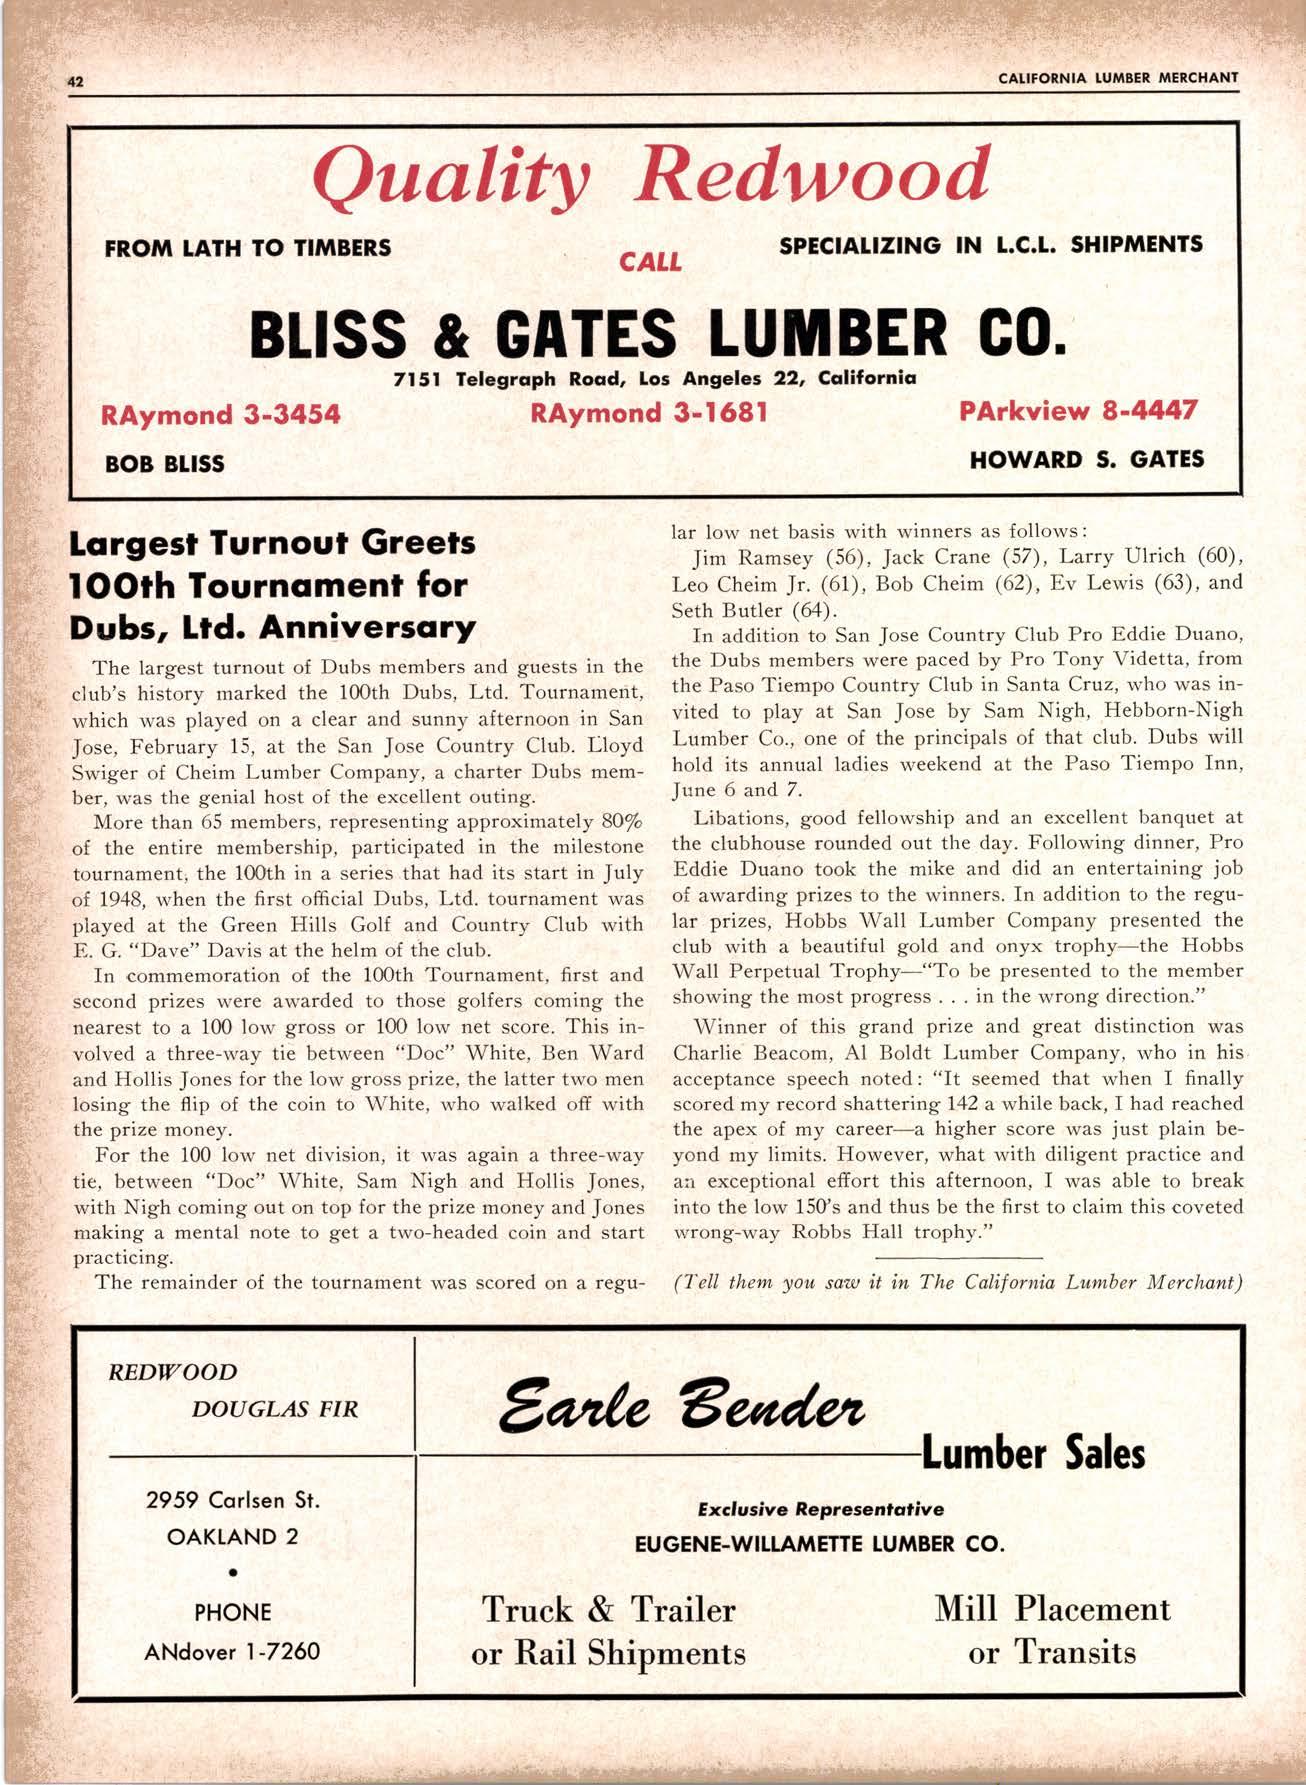 42
CALIFORNIA LUMBER MERCHANT
Quality Redwood
FROM LATH TO TIMBERS
CALL
SPECIALIZING IN L.C.L. SHIPMENTS
BLISS & GATES LUMBER CO.
7151 Telegraph Road, Los Angeles 22, California
RAymond 3-3454
RAymond 3-1681
PArkview 8-4447
BOB BLISS
HOWARD S. GATES
Largest Turnout Greets
100th Tournament for
Dubs, Ltd. Anniversary
The largest turnout of Dubs members and guests in the
club's history marked the 100th Dubs, Ltd. Tournament,
which was played on a clear and sunny afternoon in San
Jose, February 15, at the San Jose Country Club. Lloyd
Swiger of Cheim Lumber Company, a charter Dubs mem-
ber, was the genial host of the excellent outing.
More than 65 members, representing approximately 80%
of the entire membership, participated in the milestone
tournament, the 100th in a series that had its start in July
of 1948, when the first official Dubs, Ltd. tournament was
played at the Green Hills Golf and Country Club with
E. G. “Dave” Davis at the helm of the club.
In commemoration of the 100th Tournament, first and
second prizes were awarded to those golfers coming the
nearest to a 100 low gross or 100 low net score. This in-
volved a three-way tie between “Doc” White, Ben Ward
and Hollis Jones for the low gross prize, the latter two men
losing the flip of the coin to White, who walked off with
the prize money.
For the 100 low net division, it was again a three-way
tie, between “Doc” White, Sam Nigh and Hollis Jones,
with Nigh coming out on top for the prize money and Jones
making a mental note to get a two-headed coin and start
practicing.
The remainder of the tournament was scored on a regu-
lar low net basis with winners as follows:
Jim Ramsey (56), Jack Crane (57), Larry Ulrich (60),
Leo Cheim Jr. (61), Bob Cheim (62), Ev Lewis (63), and
Seth Butler (64).
In addition to San Jose Country Club Pro Eddie Duano,
the Dubs members were paced by Pro Tony Videtta, from
the Paso Tiempo Country Club in Santa Cruz, who was in-
vited to play at San Jose by Sam Nigh, Hebborn-Nigh
Lumber Co., one of the principals of that club. Dubs will
hold its annual ladies weekend at the Paso Tiempo Inn,
June 6 and 7.
Libations, good fellowship and an excellent banquet at
the clubhouse rounded out the day. Following dinner, Pro
Eddie Duano took the mike and did an entertaining job
of awarding prizes to the winners. In addition to the regu-
lar prizes, Hobbs Wall Lumber Company presented the
club with a beautiful gold and onyx trophy—the Hobbs
Wall Perpetual Trophy—“To be presented to the member
showing the most progress . . . in the wrong direction.”
Winner of this grand prize and great distinction was
Charlie Beacom, Al Boldt Lumber Company, who in his
acceptance speech noted: “It seemed that when I finally
scored my record shattering 142 a while back, I had reached
the apex of my career—a higher score was just plain be-
yond my limits. However, what with diligent practice and
an exceptional effort this afternoon, I was able to break
into the low 150's and thus be the first to claim this coveted
wrong-way Robbs Hall trophy.”
(Tell them you saw it in The California Lumber Merchant)
REDWOOD
DOUGLAS FIR
2959 Carlsen St.
OAKLAND 2
•
PHONE
ANdover 1-7260
Earle Bender
Lumber Sales
Exclusive Representative
EUGENE-WILLAMETTE LUMBER CO.
Truck & Trailer
or Rail Shipments
Mill Placement
or Transits